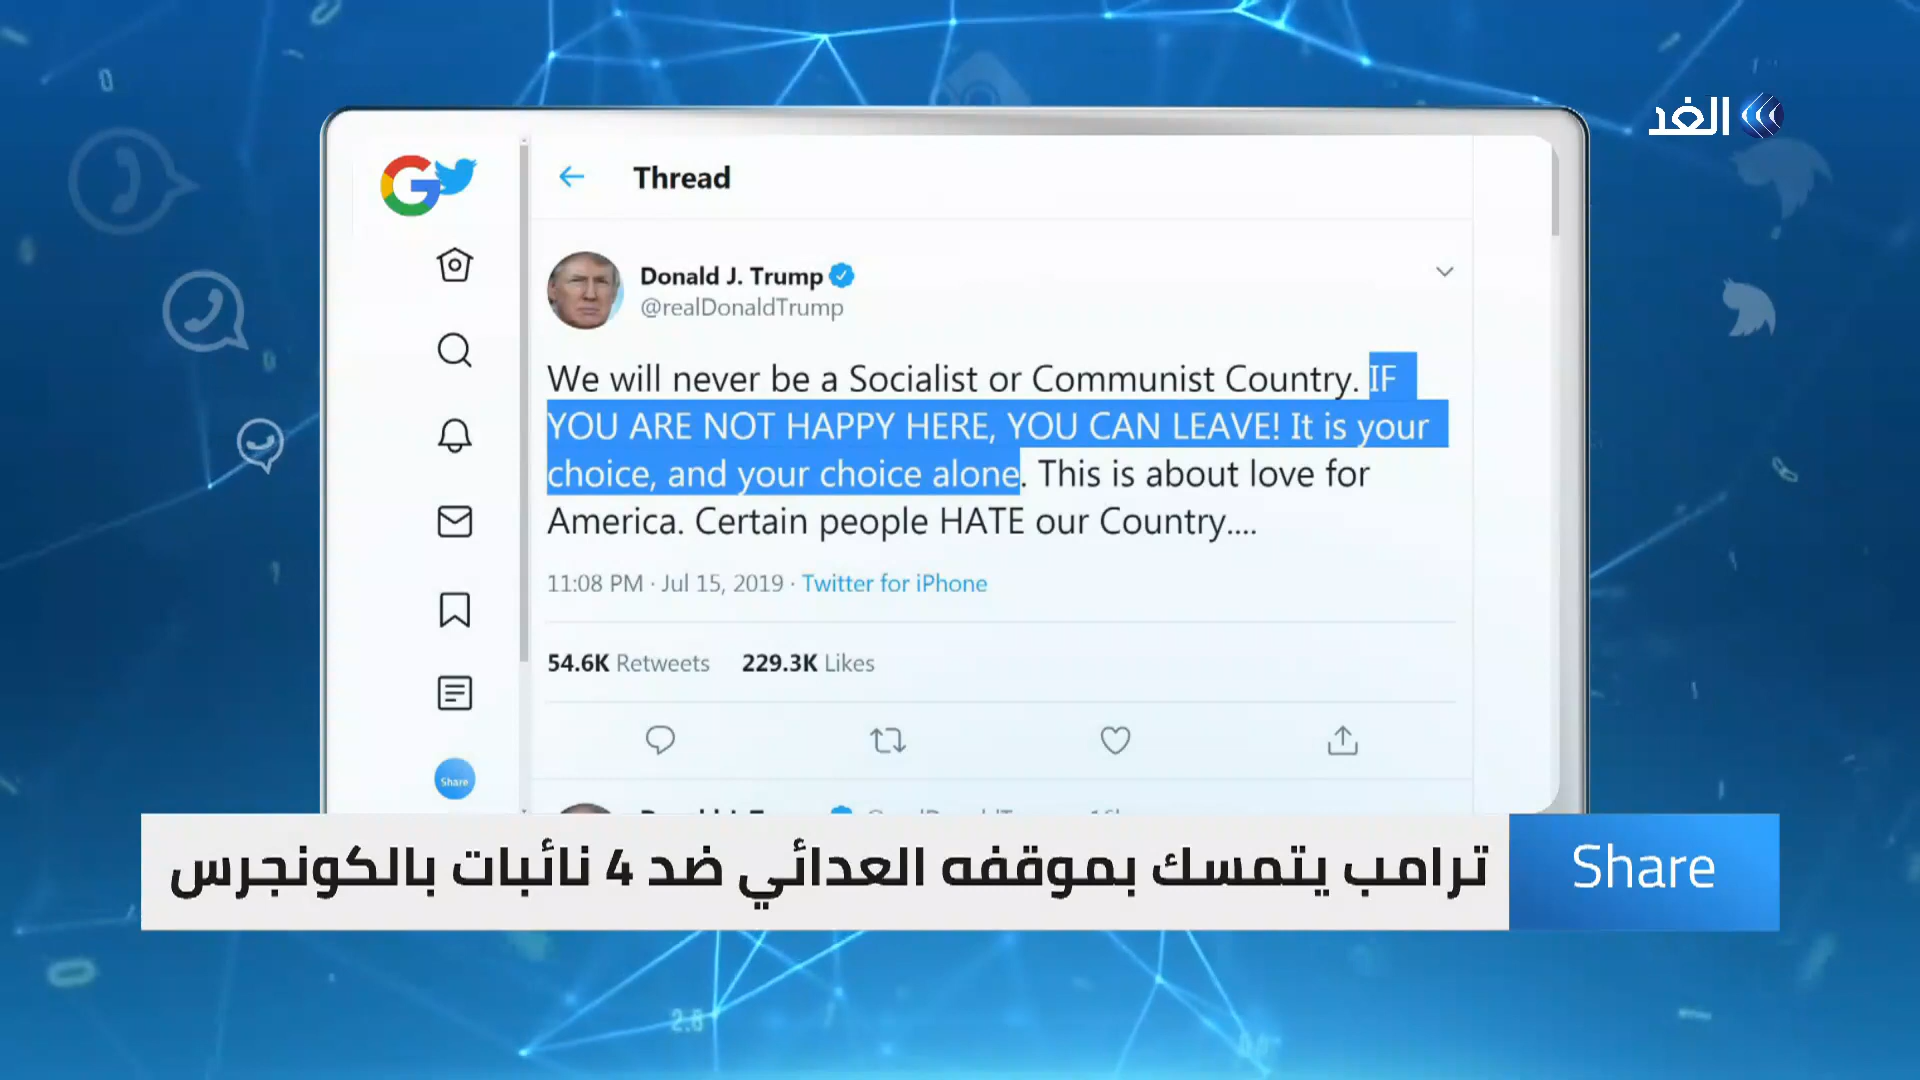 الغد
Thread
Donald J. Trump
@realDonaldTrump
We will never be a Socialist or Communist Country. IF
YOU ARE NOT HAPPY HERE, YOU CAN LEAVE! It is your
choice, and your choice alone. This is about love for
America. Certain people HATE our Country....
11:08 PM · Jul 15, 2019 · Twitter for iPhone
54.6K Retweets 229.3K Likes
Share
ترامب يتمسك بموقفه العدائي ضد 4 نائبات بالكونجرس
Share
2.8